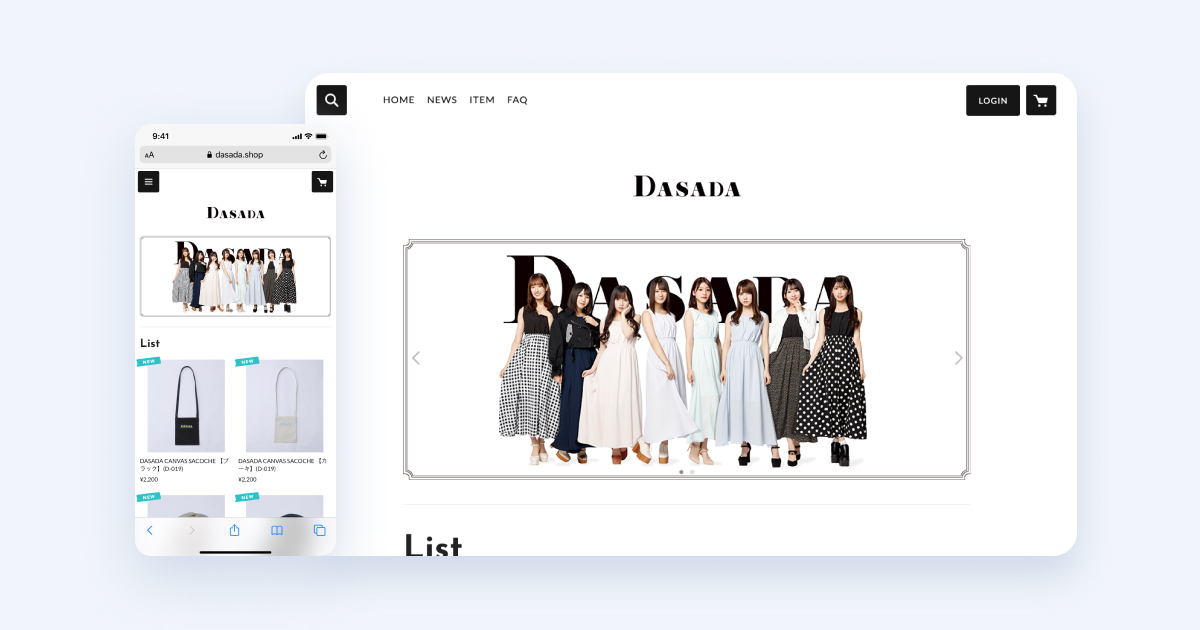 HOME NEWS ITEM FAQ
LOGIN
DASADA
DASADA
List
9:41
AA
dasada.shop
DASADA
DASADA
List
NEW
NEW
DASADA
DASADA CANVAS SACOCHE 【ブ
ラック】(D-019)
¥2,200
DASADA CANVAS SACOCHE 【カ
ーキ】(D-019)
¥2,200
NEW
NEW